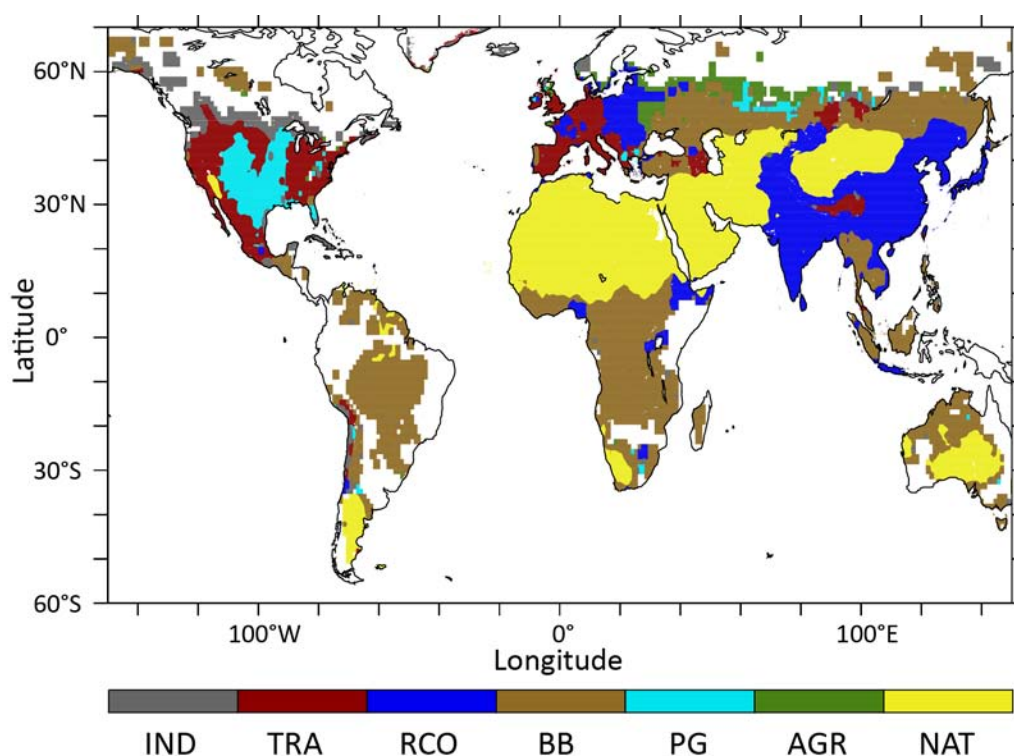 60°N
30°N
0°
30°S
60°S
Latitude
100°W 0° 100°E
Longitude
IND TRA RCO BB PG AGR NAT